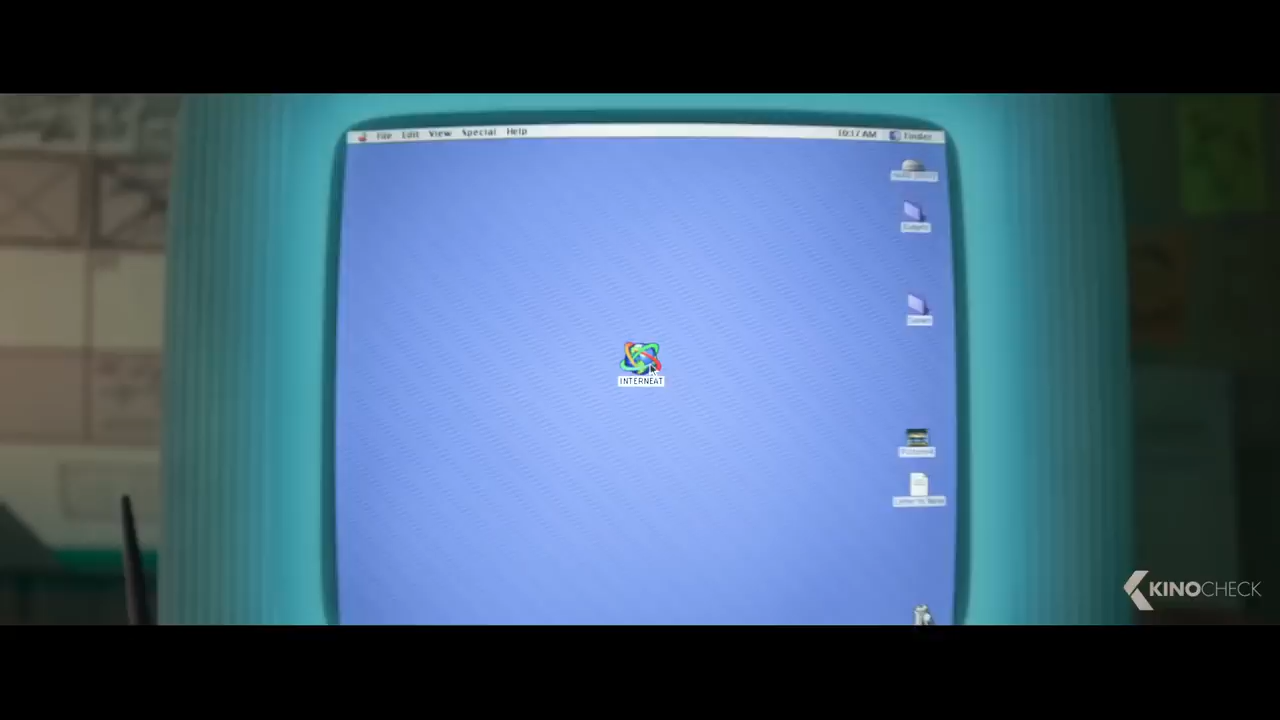 File Edit View Special Help
10:17 AM Finder
INTERNEAT
KINOCHECK